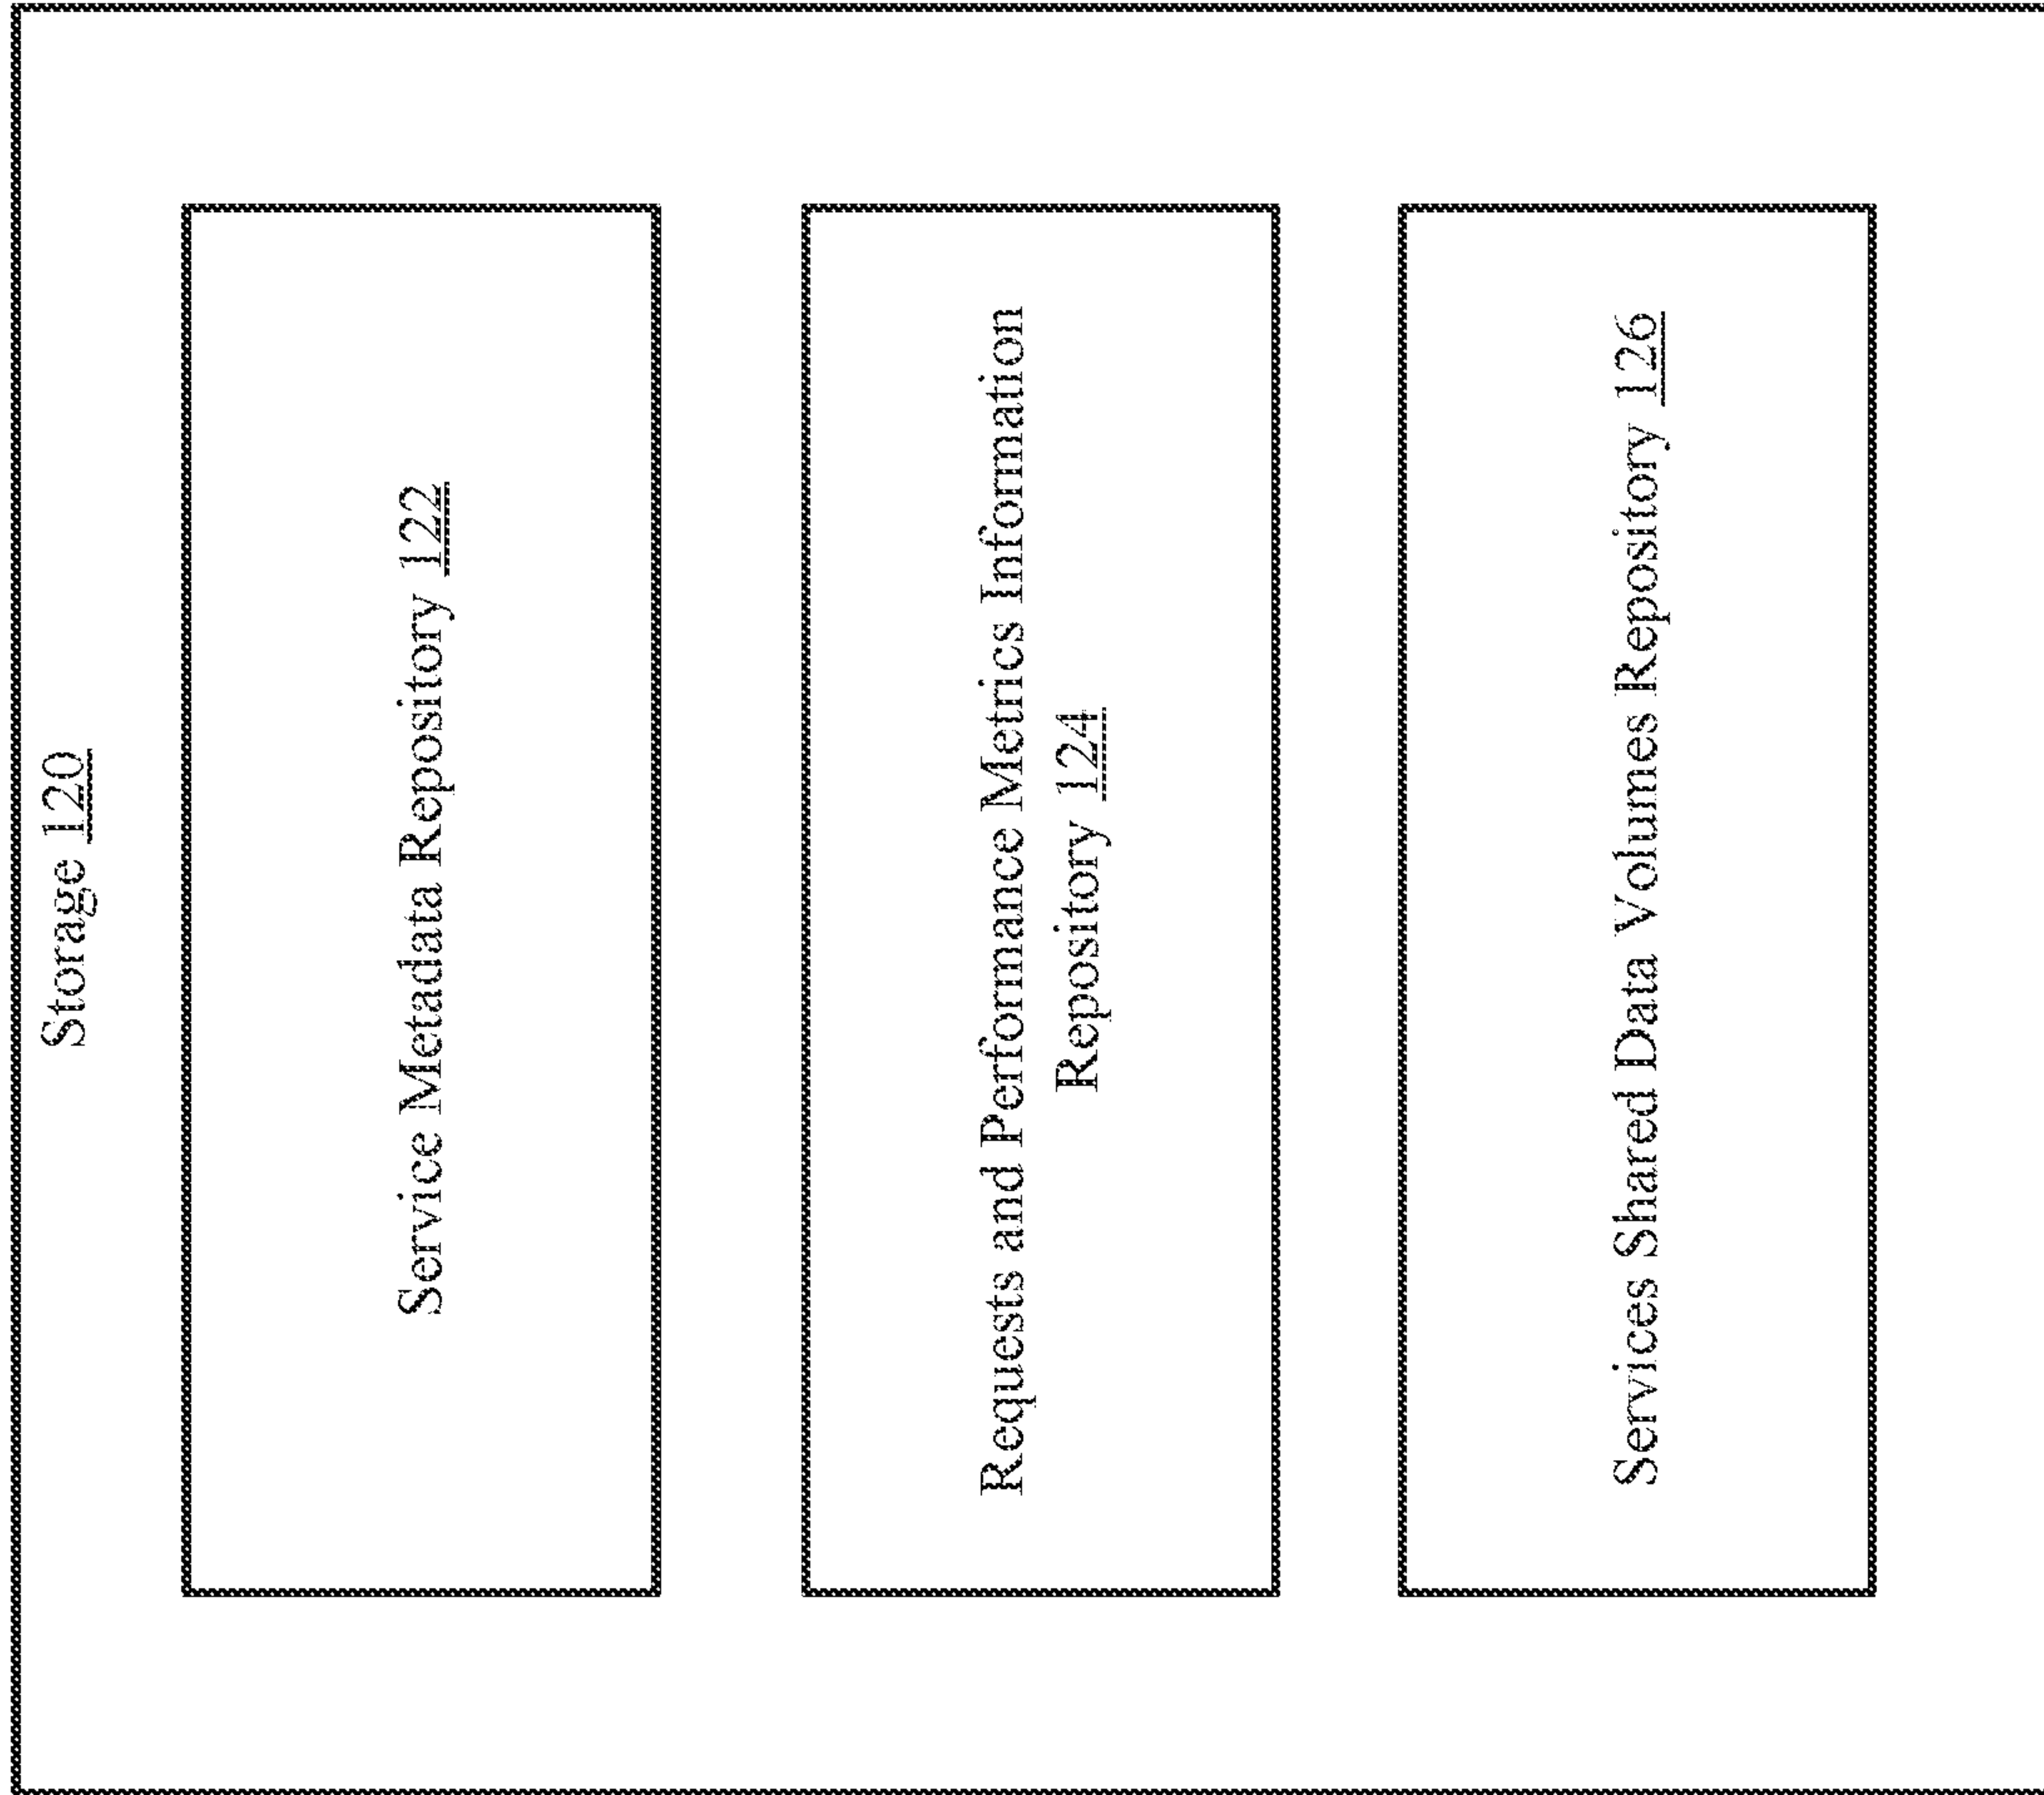 Storage 120
Service Metadata Repository 122
Requests and Performance Metrics Information
Repository 124
Services Shared Data Volumes Repository 126